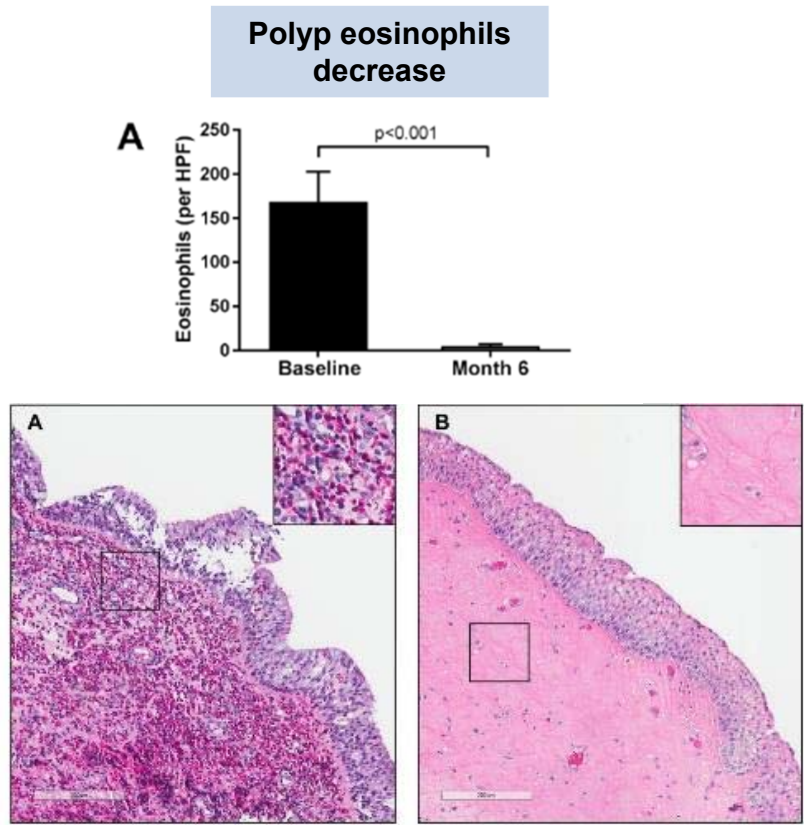 Polyp eosinophils
decrease
A
Eosinophils (per HPF)
250
200
150
100
50
0
p<0.001
Baseline Month 6
A
B